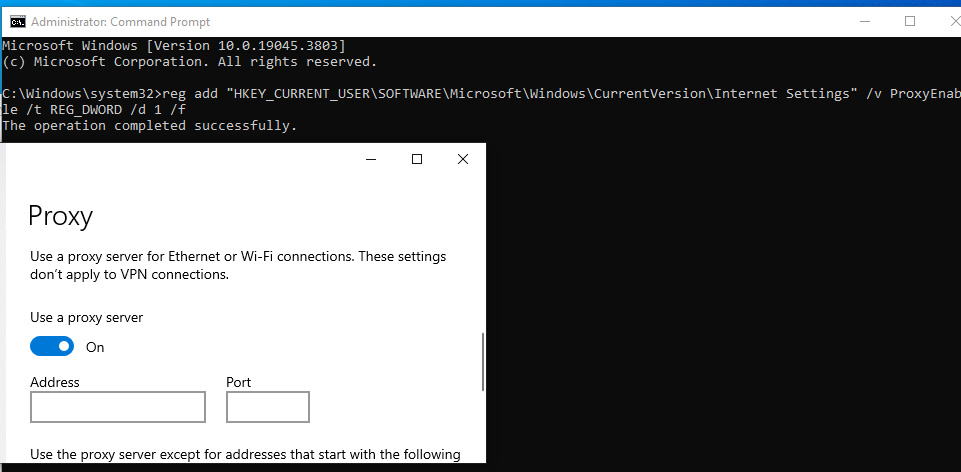 Administrator: Command Prompt
Microsoft Windows [Version 10.0.19045.3803]
(c) Microsoft Corporation. All rights reserved.
C:\Windows\system32>reg add "HKEY_CURRENT_USER\SOFTWARE\Microsoft\Windows\CurrentVersion\Internet Settings" /v ProxyEnab
le /t REG_DWORD /d 1 /f
The operation completed successfully.
Proxy
Use a proxy server for Ethernet or Wi-Fi connections. These settings
don't apply to VPN connections.
Use a proxy server
On
Address Port
Use the proxy server except for addresses that start with the following